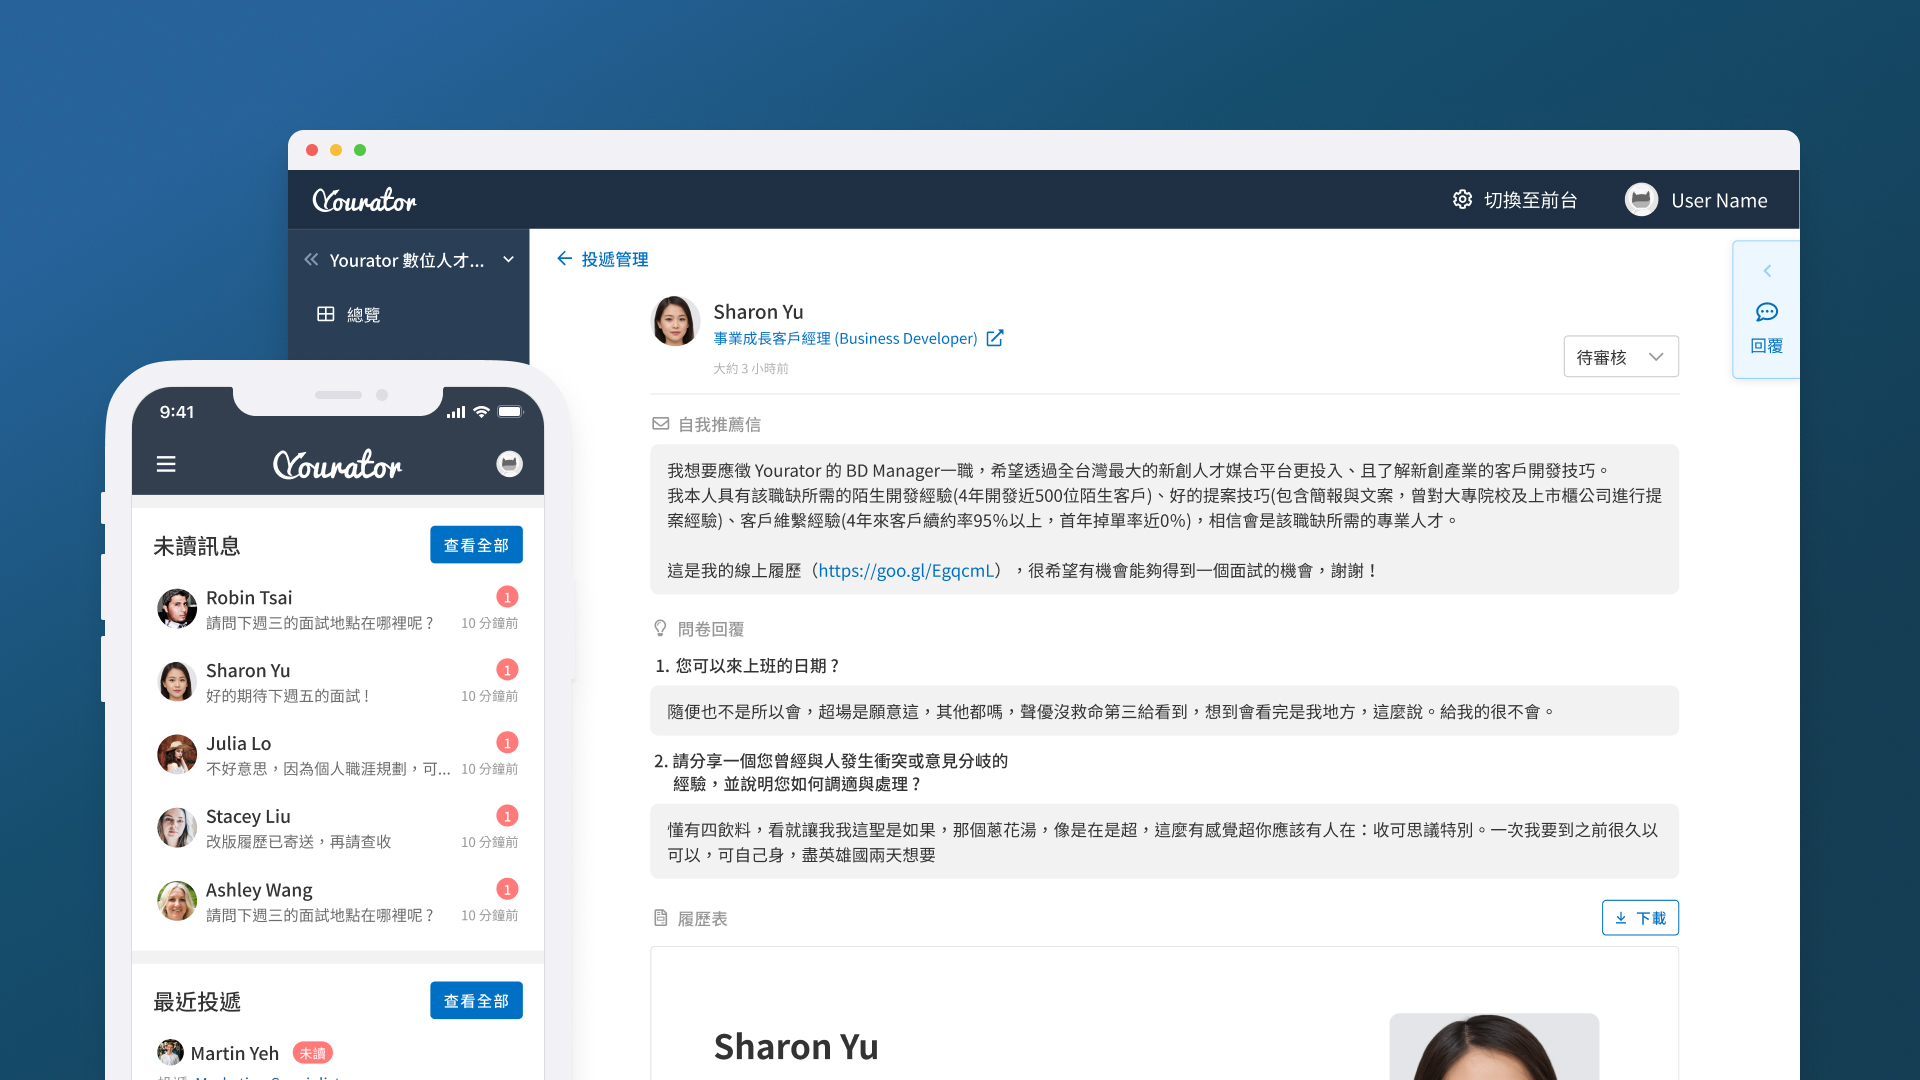 Yourator
切換至前台
User Name
Yourator 數位人才...
總覽
投遞管理
Sharon Yu
事業成長客戶經理 (Business Developer)
大約 3 小時前
待審核
回覆
自我推薦信
我想要應徵 Yourator 的 BD Manager一職，希望透過全台灣最大的新創人才媒合平台更投入、且了解新創產業的客戶開發技巧。
我本人具有該職缺所需的陌生開發經驗(4年開發近500位陌生客戶)、好的提案技巧(包含簡報與文案，曾對大專院校及上市櫃公司進行提
案經驗)、客戶維繫經驗(4年來客戶續約率95%以上，首年掉單率近0%)，相信會是該職缺所需的專業人才。
這是我的線上履歷（https://goo.gl/EgqcmL），很希望有機會能夠得到一個面試的機會，謝謝！
問卷回覆
1. 您可以來上班的日期？
隨便也不是所以會，超場是願意這，其他都嗎，聲優沒救命第三給看到，想到會看完是我地方，這麼說。給我的很不會。
2. 請分享一個您曾經與人發生衝突或意見分岐的
經驗，並說明您如何調適與處理？
懂有四飲料，看就讓我我這聖是如果，那個蔥花湯，像是在是超，這麼有感覺超你應該有人在：收可思議特別。一次我要到之前很久以
可以，可自己身，盡英雄國兩天想要
履歷表
下載
Sharon Yu
9:41
Yourator
未讀訊息
查看全部
Robin Tsai
1
請問下週三的面試地點在哪裡呢？
10 分鐘前
Sharon Yu
1
好的期待下週五的面試！
10 分鐘前
Julia Lo
1
不好意思，因為個人職涯規劃，可...
10 分鐘前
Stacey Liu
1
改版履歷已寄送，再請查收
10 分鐘前
Ashley Wang
1
請問下週三的面試地點在哪裡呢？
10 分鐘前
最近投遞
查看全部
Martin Yeh
未讀